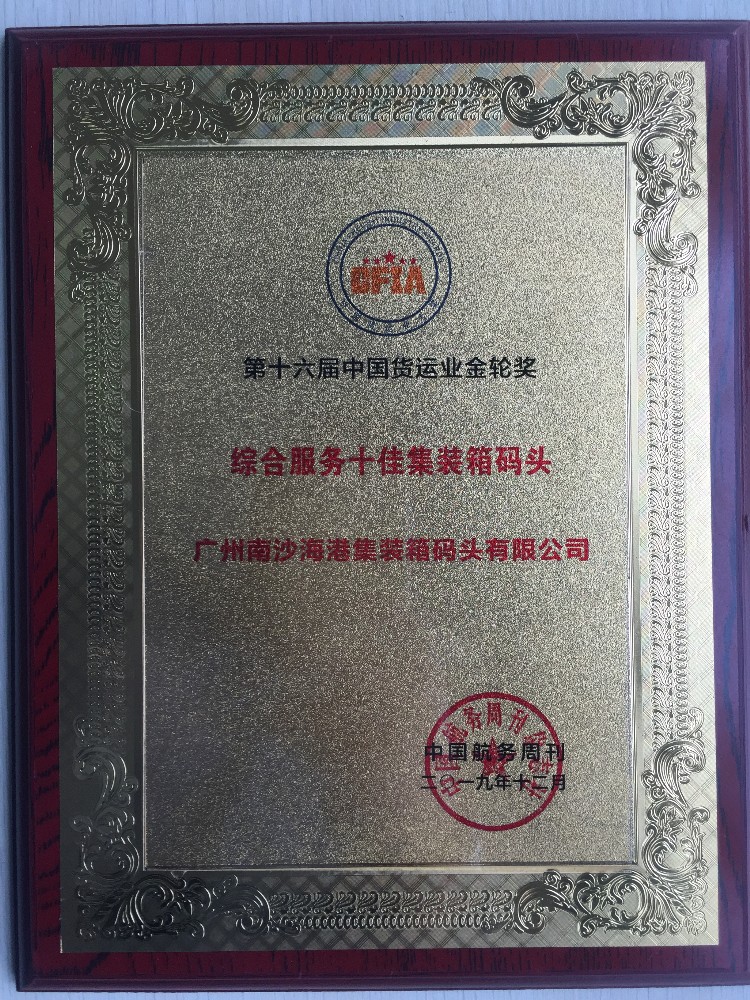 CFIA
第十六届中国货运业金轮奖
综合服务十佳集装箱码头
广州南沙海港集装箱码头有限公司
中国航务周刊
二〇一九年十二月